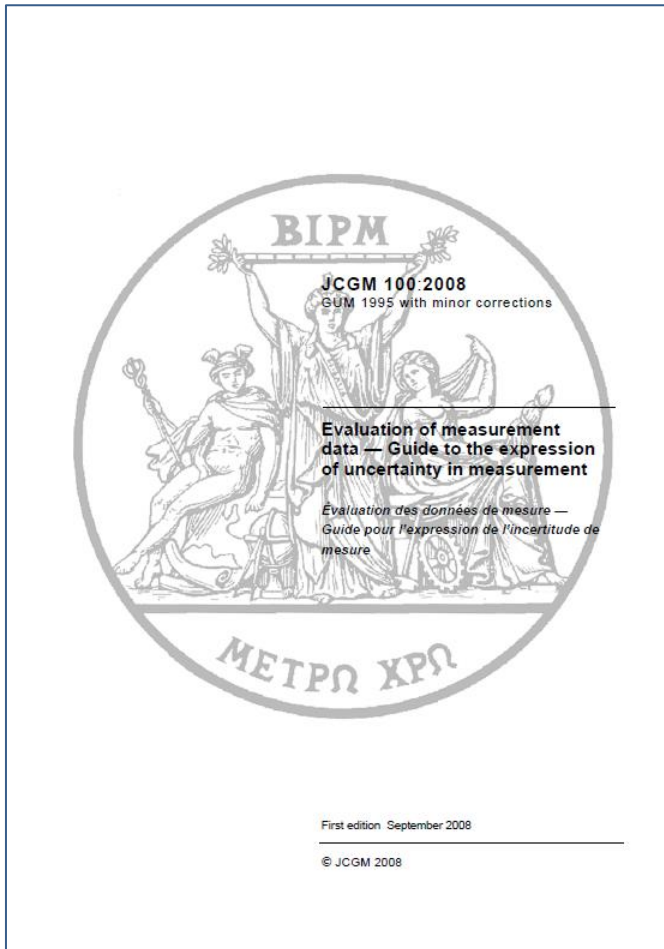 BIPM
JCGM 100:2008
GUM 1995 with minor corrections
Evaluation of measurement
data — Guide to the expression
of uncertainty in measurement
Évaluation des données de mesure —
Guide pour l'expression de l'incertitude de
mesure
ΜΕΤΡΩ ΧΡΩ
First edition September 2008
© JCGM 2008